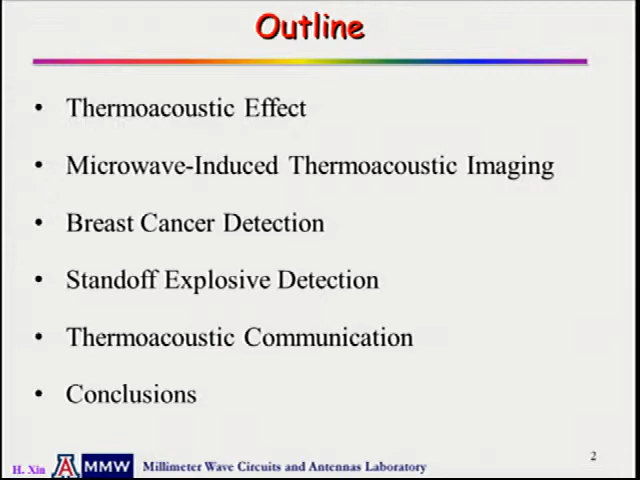 Outline
• Thermoacoustic Effect
• Microwave-Induced Thermoacoustic Imaging
• Breast Cancer Detection
• Standoff Explosive Detection
• Thermoacoustic Communication
• Conclusions
2
H. Xin A MMW Millimeter Wave Circuits and Antennas Laboratory